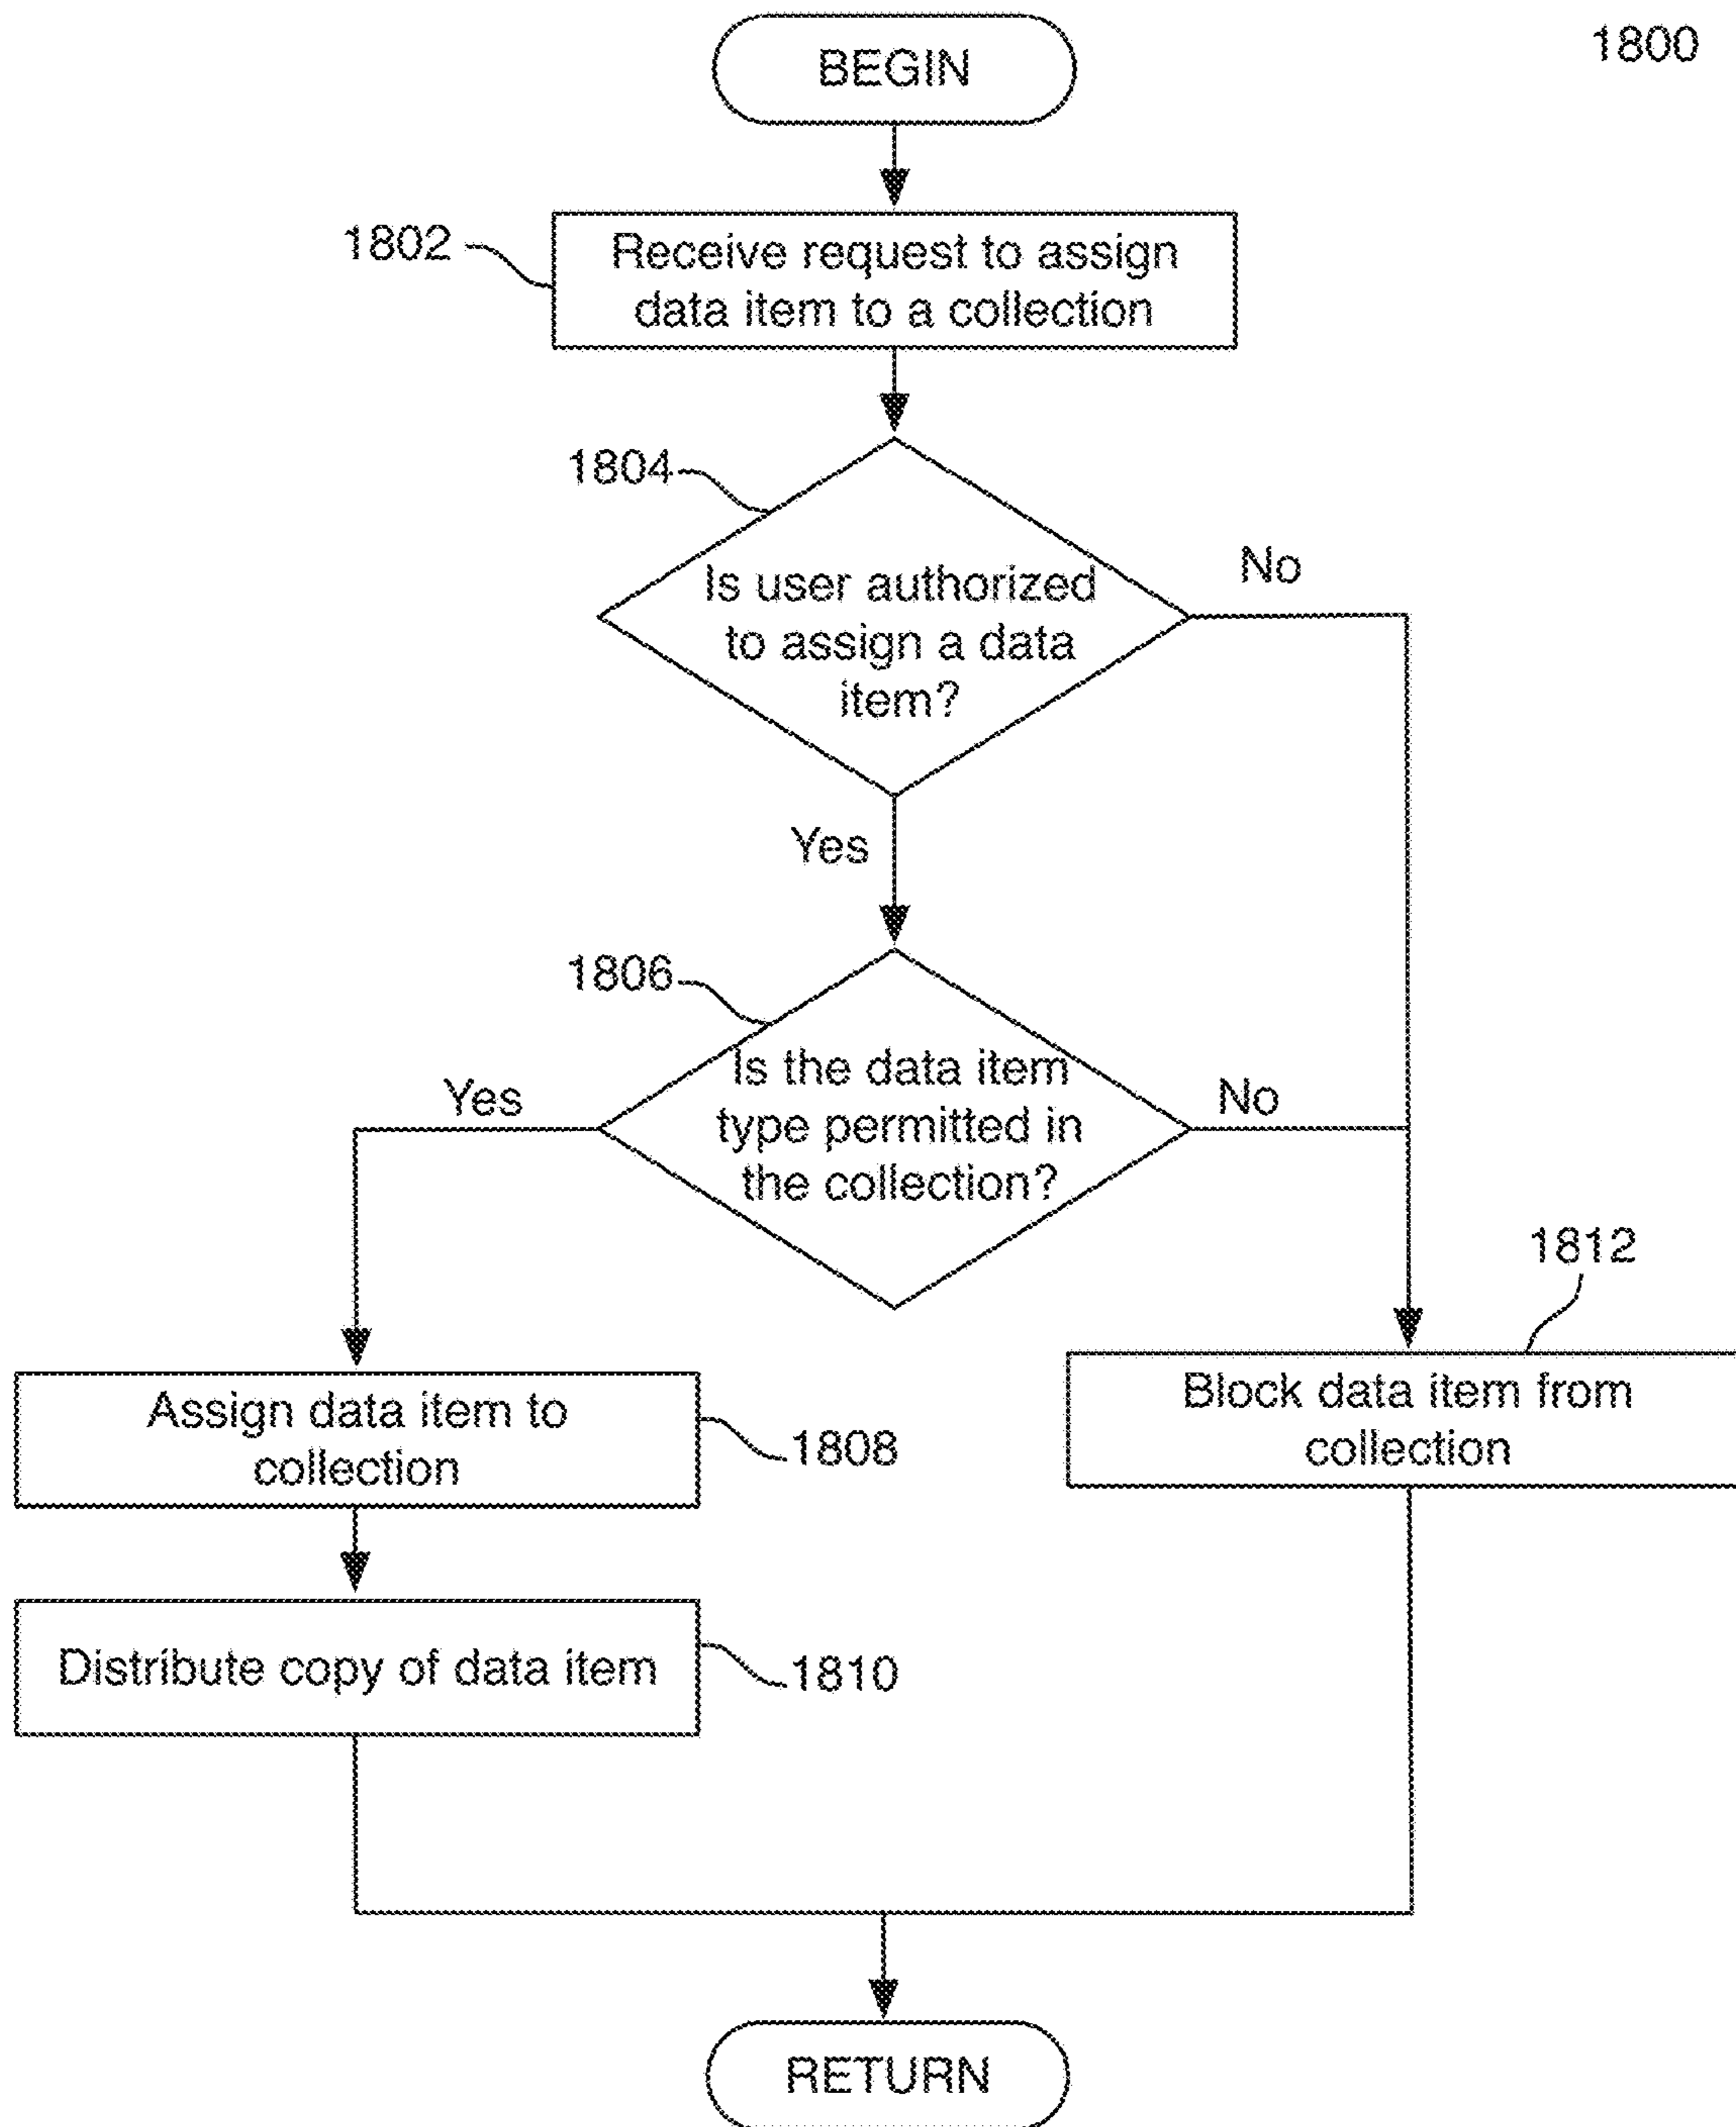 BEGIN
1800
1802
Receive request to assign
data item to a collection
1804
Is user authorized
to assign a data
item?
No
Yes
1806
Is the data item
type permitted in
the collection?
Yes
No
1812
Assign data item to
collection
1808
Block data item from
collection
Distribute copy of data item
1810
RETURN